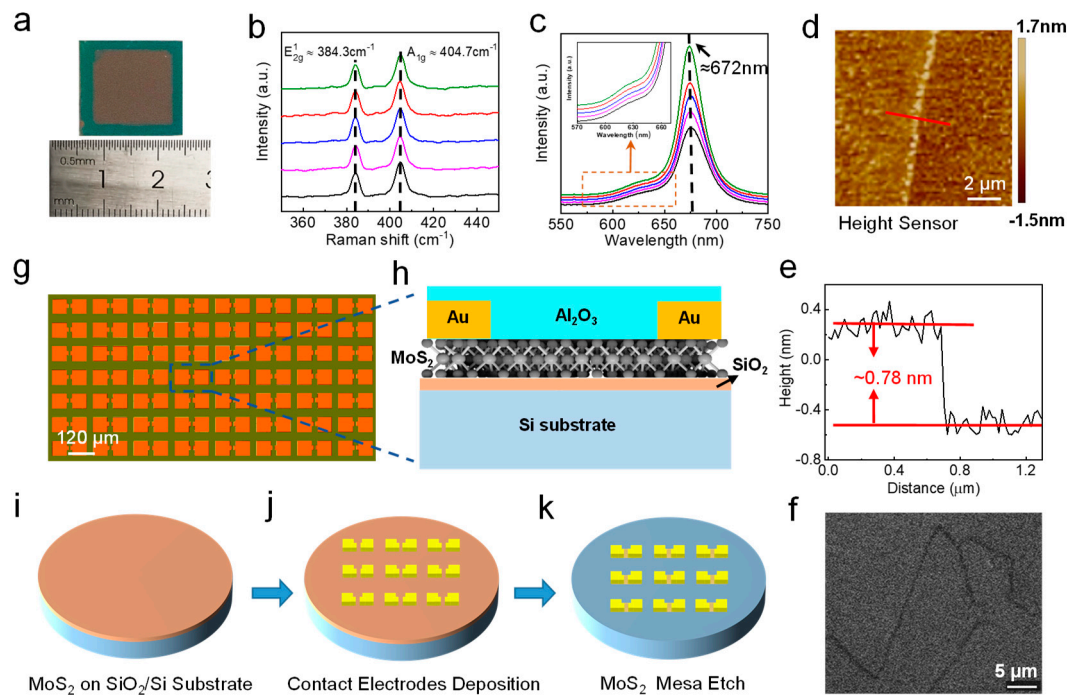 a
0.5mm
1 2 3
mm
b
E¹₂g ≈ 384.3cm⁻¹ A₁g ≈ 404.7cm⁻¹
Intensity (a.u.)
360 380 400 420 440
Raman shift (cm⁻¹)
c
≈672nm
Intensity (a.u.)
570 600 630 660
Wavelength (nm)
Intensity (a.u.)
550 600 650 700 750
Wavelength (nm)
d
1.7nm
2 μm
-1.5nm
Height Sensor
g
120 μm
h
Au Al₂O₃ Au
MoS₂
SiO₂
Si substrate
e
0.4
0.0
-0.4
-0.8
Height (nm)
~0.78 nm
0.0 0.4 0.8 1.2
Distance (μm)
i
MoS₂ on SiO₂/Si Substrate
j
Contact Electrodes Deposition
k
MoS₂ Mesa Etch
f
5 μm